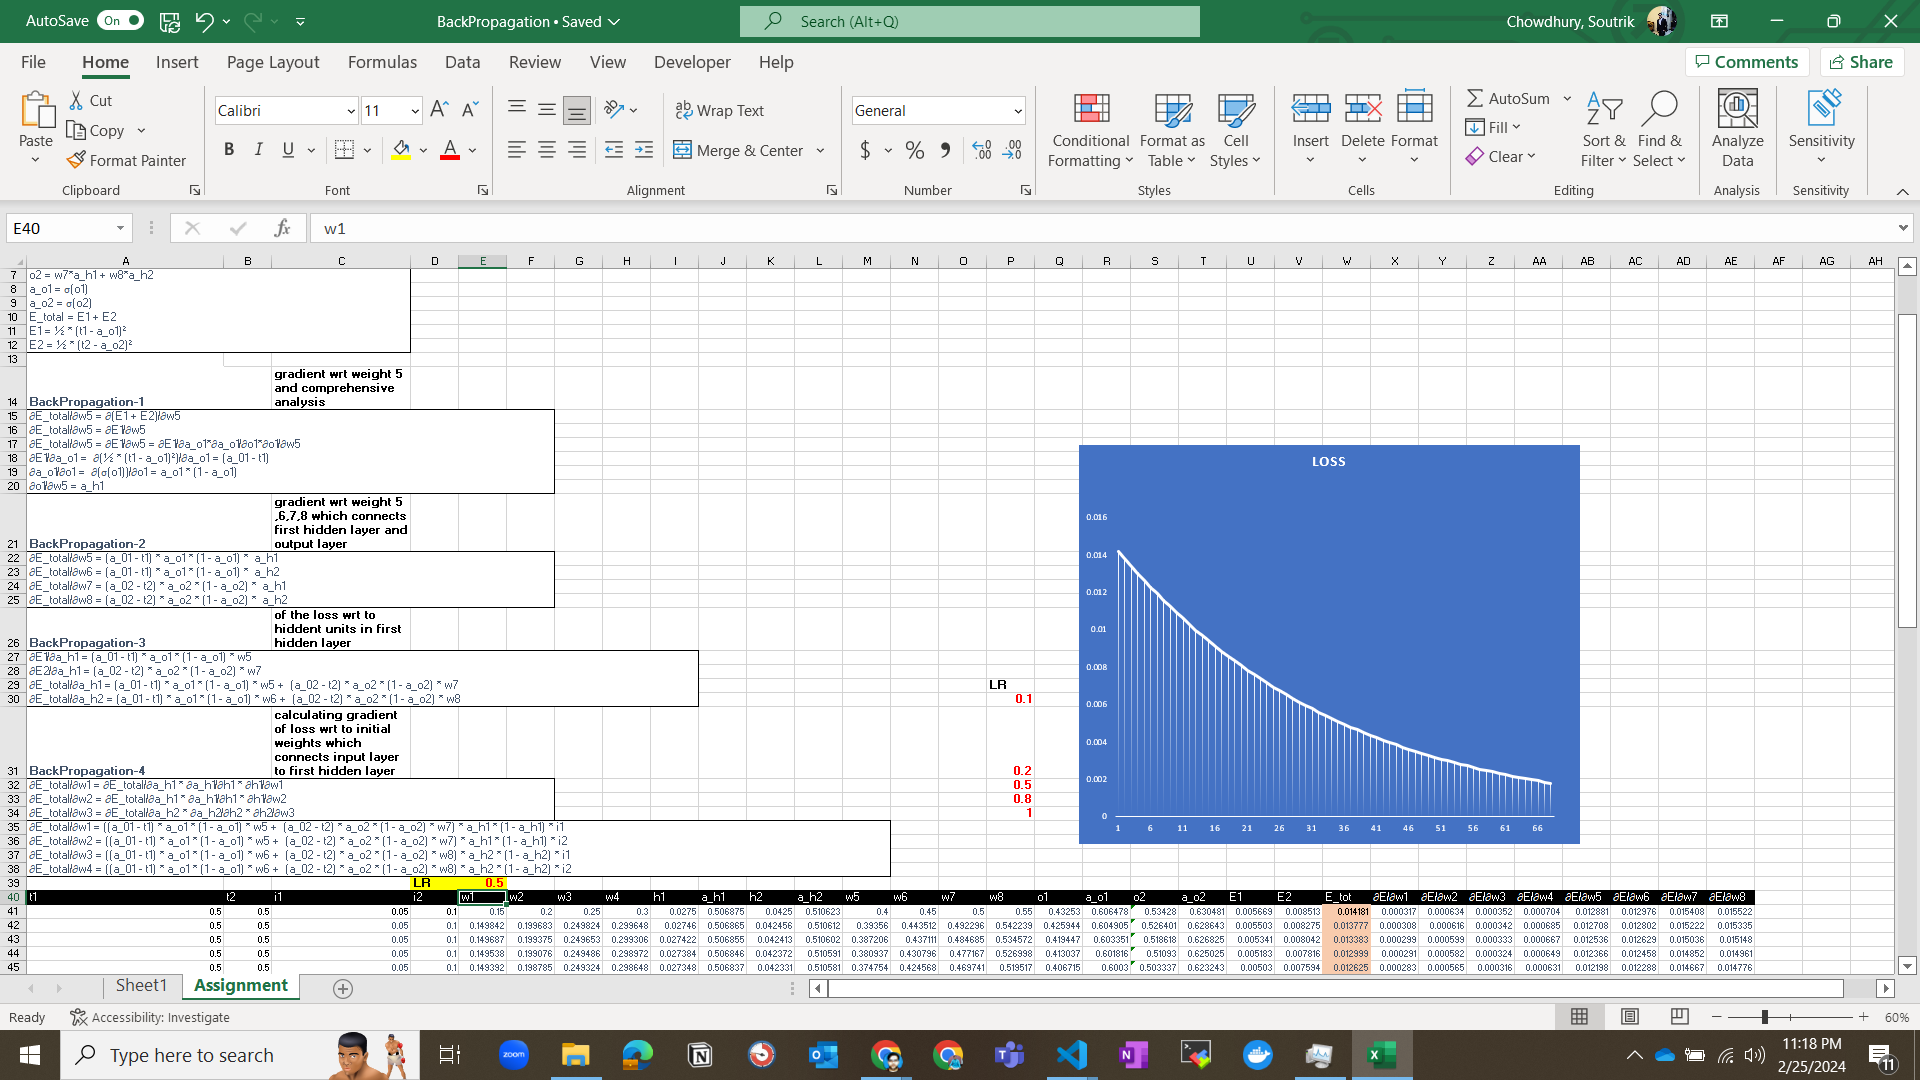 AutoSave On BackPropagation • Saved Search (Alt+Q) Chowdhury, Soutrik
File Home Insert Page Layout Formulas Data Review View Developer Help Comments Share
Paste Cut Copy Format Painter Clipboard
Calibri 11 B I U A Font
ab Wrap Text Merge & Center Alignment
General $ % Number
Conditional Formatting Format as Table Cell Styles Styles
Insert Delete Format Cells
AutoSum Fill Clear Sort & Filter Find & Select Editing
Analyze Data Analysis
Sensitivity Sensitivity
E40 fx w1
A B C D E F G H I J K L M N O P Q R S T U V W X Y Z AA AB AC AD AE AF AG AH
7 o2 = w7*a_h1 + w8*a_h2
8 a_o1 = σ(o1)
9 a_o2 = σ(o2)
10 E_total = E1 + E2
11 E1 = ½ * (t1 - a_o1)²
12 E2 = ½ * (t2 - a_o2)²
13
14 BackPropagation-1 gradient wrt weight 5 and comprehensive analysis
15 ∂E_total/∂w5 = ∂(E1 + E2)/∂w5
16 ∂E_total/∂w5 = ∂E1/∂w5
17 ∂E_total/∂w5 = ∂E1/∂w5 = ∂E1/∂a_o1*∂a_o1/∂o1*∂o1/∂w5
18 ∂E1/∂a_o1 = ∂(½ * (t1 - a_o1)²)/∂a_o1 = (a_01 - t1)
19 ∂a_o1/∂o1 = ∂(σ(o1))/∂o1 = a_o1 * (1 - a_o1)
20 ∂o1/∂w5 = a_h1
21 BackPropagation-2 gradient wrt weight 5 ,6,7,8 which connects first hidden layer and output layer
22 ∂E_total/∂w5 = (a_01 - t1) * a_o1 * (1 - a_o1) * a_h1
23 ∂E_total/∂w6 = (a_01 - t1) * a_o1 * (1 - a_o1) * a_h2
24 ∂E_total/∂w7 = (a_02 - t2) * a_o2 * (1 - a_o2) * a_h1
25 ∂E_total/∂w8 = (a_02 - t2) * a_o2 * (1 - a_o2) * a_h2
26 BackPropagation-3 of the loss wrt to hiddent units in first hidden layer
27 ∂E1/∂a_h1 = (a_01 - t1) * a_o1 * (1 - a_o1) * w5
28 ∂E2/∂a_h1 = (a_02 - t2) * a_o2 * (1 - a_o2) * w7
29 ∂E_total/∂a_h1 = (a_01 - t1) * a_o1 * (1 - a_o1) * w5 + (a_02 - t2) * a_o2 * (1 - a_o2) * w7 LR
30 ∂E_total/∂a_h2 = (a_01 - t1) * a_o1 * (1 - a_o1) * w6 + (a_02 - t2) * a_o2 * (1 - a_o2) * w8 0.1
31 BackPropagation-4 calculating gradient of loss wrt to initial weights which connects input layer to first hidden layer 0.2
32 ∂E_total/∂w1 = ∂E_total/∂a_h1 * ∂a_h1/∂h1 * ∂h1/∂w1 0.5
33 ∂E_total/∂w2 = ∂E_total/∂a_h1 * ∂a_h1/∂h1 * ∂h1/∂w2 0.8
34 ∂E_total/∂w3 = ∂E_total/∂a_h2 * ∂a_h2/∂h2 * ∂h2/∂w3 1
35 ∂E_total/∂w1 = ((a_01 - t1) * a_o1 * (1 - a_o1) * w5 + (a_02 - t2) * a_o2 * (1 - a_o2) * w7) * a_h1 * (1 - a_h1) * i1
36 ∂E_total/∂w2 = ((a_01 - t1) * a_o1 * (1 - a_o1) * w5 + (a_02 - t2) * a_o2 * (1 - a_o2) * w7) * a_h1 * (1 - a_h1) * i2
37 ∂E_total/∂w3 = ((a_01 - t1) * a_o1 * (1 - a_o1) * w6 + (a_02 - t2) * a_o2 * (1 - a_o2) * w8) * a_h2 * (1 - a_h2) * i1
38 ∂E_total/∂w4 = ((a_01 - t1) * a_o1 * (1 - a_o1) * w6 + (a_02 - t2) * a_o2 * (1 - a_o2) * w8) * a_h2 * (1 - a_h2) * i2
LOSS
0.016
0.014
0.012
0.01
0.008
0.006
0.004
0.002
0
1 6 11 16 21 26 31 36 41 46 51 56 61 66
39 LR 0.5
40 t1 t2 i1 i2 w1 w2 w3 w4 h1 a_h1 h2 a_h2 w5 w6 w7 w8 o1 a_o1 o2 a_o2 E1 E2 E_tot ∂E/∂w1 ∂E/∂w2 ∂E/∂w3 ∂E/∂w4 ∂E/∂w5 ∂E/∂w6 ∂E/∂w7 ∂E/∂w8
41 0.5 0.5 0.05 0.1 0.15 0.2 0.25 0.3 0.0275 0.506875 0.0425 0.510623 0.4 0.45 0.5 0.55 0.43253 0.606478 0.53428 0.630481 0.005669 0.008513 0.014181 0.000317 0.000634 0.000352 0.000704 0.012881 0.012976 0.015408 0.015522
42 0.5 0.5 0.05 0.1 0.149842 0.199683 0.249824 0.299648 0.02746 0.506865 0.042456 0.510612 0.39356 0.443512 0.492296 0.542239 0.425944 0.604905 0.526401 0.628643 0.005503 0.008275 0.013777 0.000308 0.000616 0.000342 0.000685 0.012708 0.012802 0.015222 0.015335
43 0.5 0.5 0.05 0.1 0.149687 0.199375 0.249653 0.299306 0.027422 0.506855 0.042413 0.510602 0.387206 0.437111 0.484685 0.534572 0.419447 0.603351 0.518618 0.626825 0.005341 0.008042 0.013383 0.000299 0.000599 0.000333 0.000667 0.012536 0.012629 0.015036 0.015148
44 0.5 0.5 0.05 0.1 0.149538 0.199076 0.249486 0.298972 0.027384 0.506846 0.042372 0.510591 0.380937 0.430796 0.477167 0.526998 0.413037 0.601816 0.51093 0.625025 0.005183 0.007816 0.012999 0.000291 0.000582 0.000324 0.000649 0.012366 0.012458 0.014852 0.014961
45 0.5 0.5 0.05 0.1 0.149392 0.198785 0.249324 0.298648 0.027348 0.506837 0.042331 0.510581 0.374754 0.424568 0.469741 0.519517 0.406715 0.6003 0.503337 0.623243 0.00503 0.007594 0.012625 0.000283 0.000565 0.000316 0.000631 0.012198 0.012288 0.014667 0.014776
Sheet1 Assignment
Ready Accessibility: Investigate 60%
Type here to search zoom 11:18 PM
2/25/2024 11